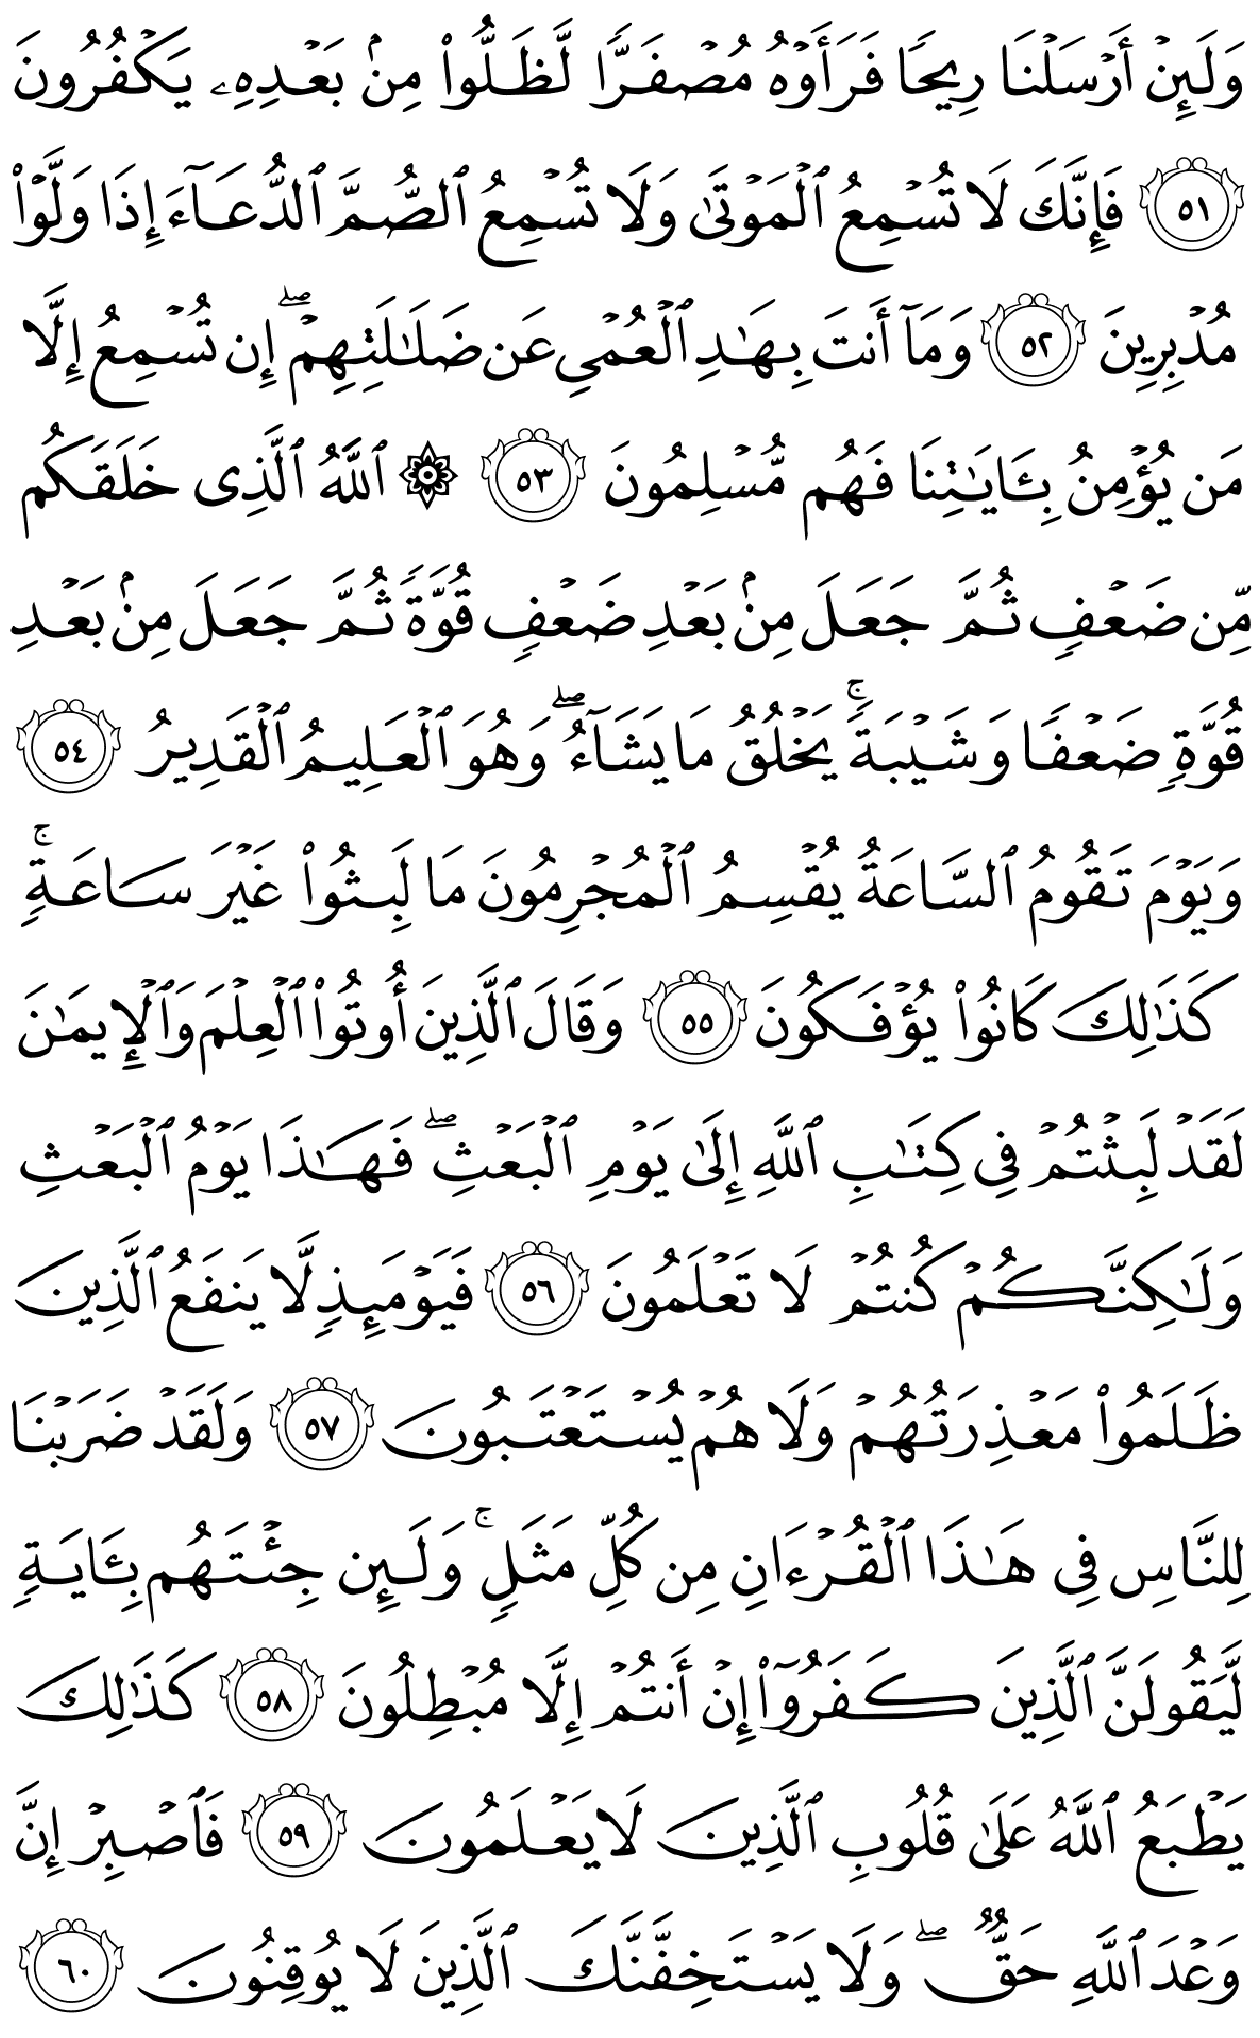 وَلَئِنۡ أَرۡسَلۡنَا رِيحٗا فَرَأَوۡهُ مُصۡفَرّٗا لَّظَلُّواْ مِنۢ بَعۡدِهِۦ يَكۡفُرُونَ
٥١ فَإِنَّكَ لَا تُسۡمِعُ ٱلۡمَوۡتَىٰ وَلَا تُسۡمِعُ ٱلصُّمَّ ٱلدُّعَآءَ إِذَا وَلَّوۡاْ
مُدۡبِرِينَ ٥٢ وَمَآ أَنتَ بِهَٰدِ ٱلۡعُمۡيِ عَن ضَلَٰلَتِهِمۡۖ إِن تُسۡمِعُ إِلَّا
مَن يُؤۡمِنُ بِـَٔايَٰتِنَا فَهُم مُّسۡلِمُونَ ٥٣ ۞ ٱللَّهُ ٱلَّذِي خَلَقَكُم
مِّن ضَعۡفٖ ثُمَّ جَعَلَ مِنۢ بَعۡدِ ضَعۡفٖ قُوَّةٗ ثُمَّ جَعَلَ مِنۢ بَعۡدِ
قُوَّةٖ ضَعۡفٗا وَشَيۡبَةٗۚ يَخۡلُقُ مَا يَشَآءُۖ وَهُوَ ٱلۡعَلِيمُ ٱلۡقَدِيرُ ٥٤
وَيَوۡمَ تَقُومُ ٱلسَّاعَةُ يُقۡسِمُ ٱلۡمُجۡرِمُونَ مَا لَبِثُواْ غَيۡرَ سَاعَةٖۚ
كَذَٰلِكَ كَانُواْ يُؤۡفَكُونَ ٥٥ وَقَالَ ٱلَّذِينَ أُوتُواْ ٱلۡعِلۡمَ وَٱلۡإِيمَٰنَ
لَقَدۡ لَبِثۡتُمۡ فِي كِتَٰبِ ٱللَّهِ إِلَىٰ يَوۡمِ ٱلۡبَعۡثِۖ فَهَٰذَا يَوۡمُ ٱلۡبَعۡثِ
وَلَٰكِنَّكُمۡ كُنتُمۡ لَا تَعۡلَمُونَ ٥٦ فَيَوۡمَئِذٖ لَّا يَنفَعُ ٱلَّذِينَ
ظَلَمُواْ مَعۡذِرَتُهُمۡ وَلَا هُمۡ يُسۡتَعۡتَبُونَ ٥٧ وَلَقَدۡ ضَرَبۡنَا
لِلنَّاسِ فِي هَٰذَا ٱلۡقُرۡءَانِ مِن كُلِّ مَثَلٖۚ وَلَئِن جِئۡتَهُم بِـَٔايَةٖ
لَّيَقُولَنَّ ٱلَّذِينَ كَفَرُوٓاْ إِنۡ أَنتُمۡ إِلَّا مُبۡطِلُونَ ٥٨ كَذَٰلِكَ
يَطۡبَعُ ٱللَّهُ عَلَىٰ قُلُوبِ ٱلَّذِينَ لَا يَعۡلَمُونَ ٥٩ فَٱصۡبِرۡ إِنَّ
وَعۡدَ ٱللَّهِ حَقّٞۖ وَلَا يَسۡتَخِفَّنَّكَ ٱلَّذِينَ لَا يُوقِنُونَ ٦٠